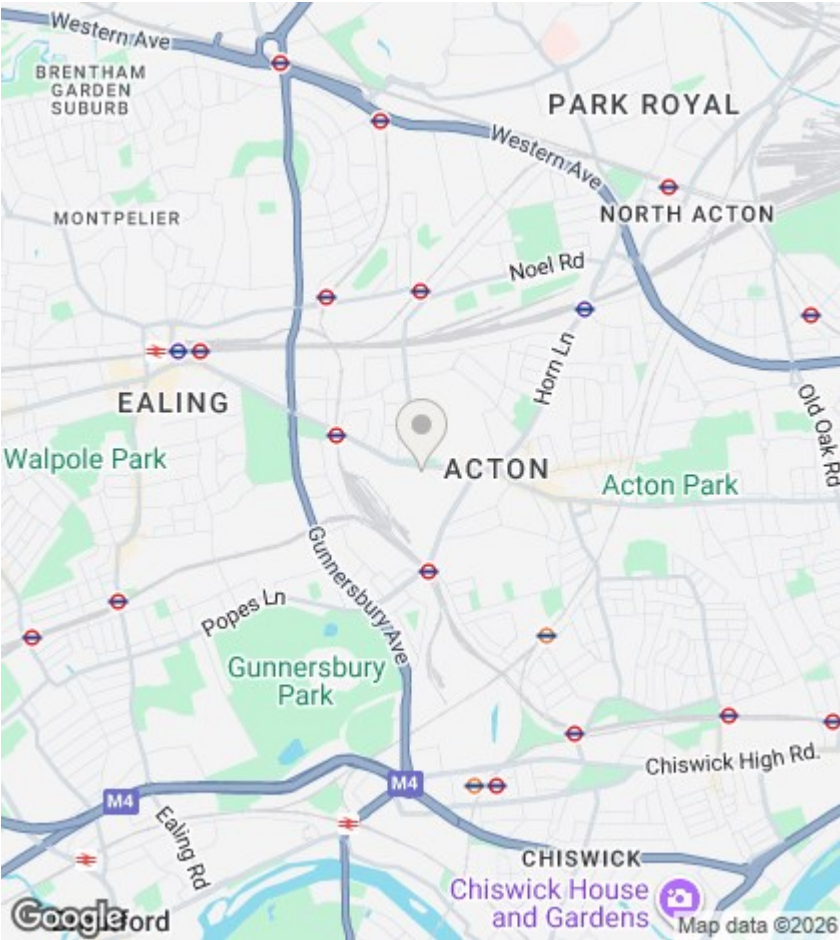 Western Ave
BRENTHAM
GARDEN
SUBURB
PARK ROYAL
Western Ave
MONTPELIER
NORTH ACTON
Noel Rd
Horn Ln
EALING
Old Oak Rd
Walpole Park
ACTON
Acton Park
Gunnersbury Ave
Popes Ln
Gunnersbury
Park
Chiswick High Rd.
M4
M4
Ealing Rd
CHISWICK
Chiswick House
and Gardens
Google
ford
Map data ©2026